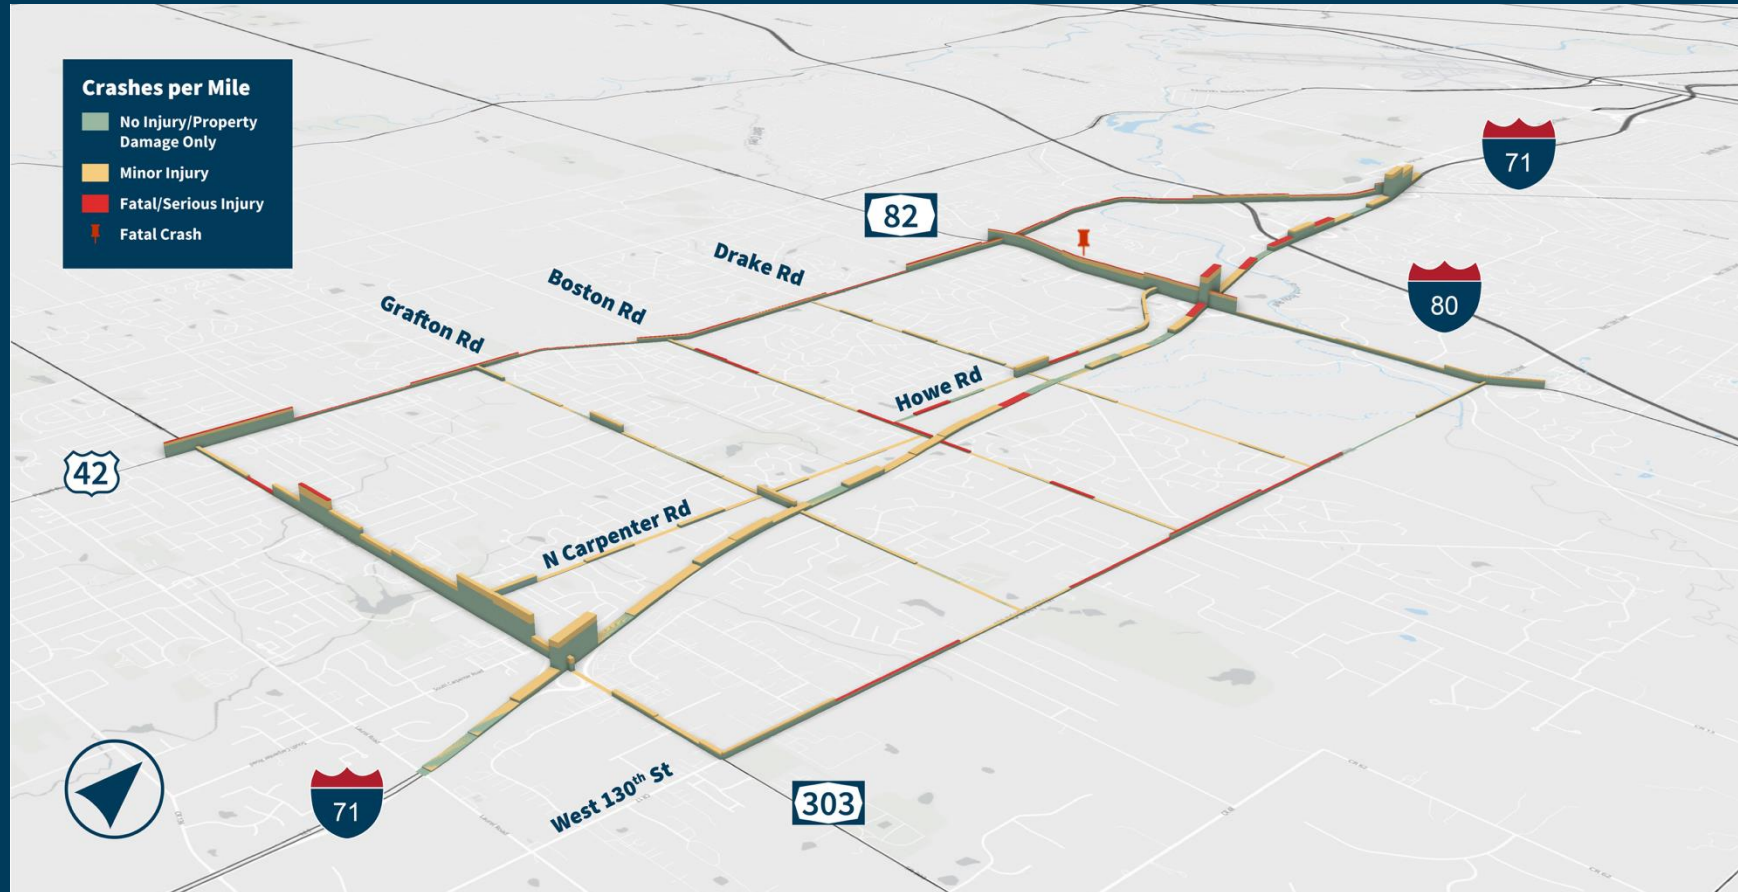 Crashes per Mile
No Injury/Property
Damage Only
Minor Injury
Fatal/Serious Injury
Fatal Crash
71
82
80
Drake Rd
Boston Rd
Grafton Rd
Howe Rd
42
N Carpenter Rd
71
West 130th St
303